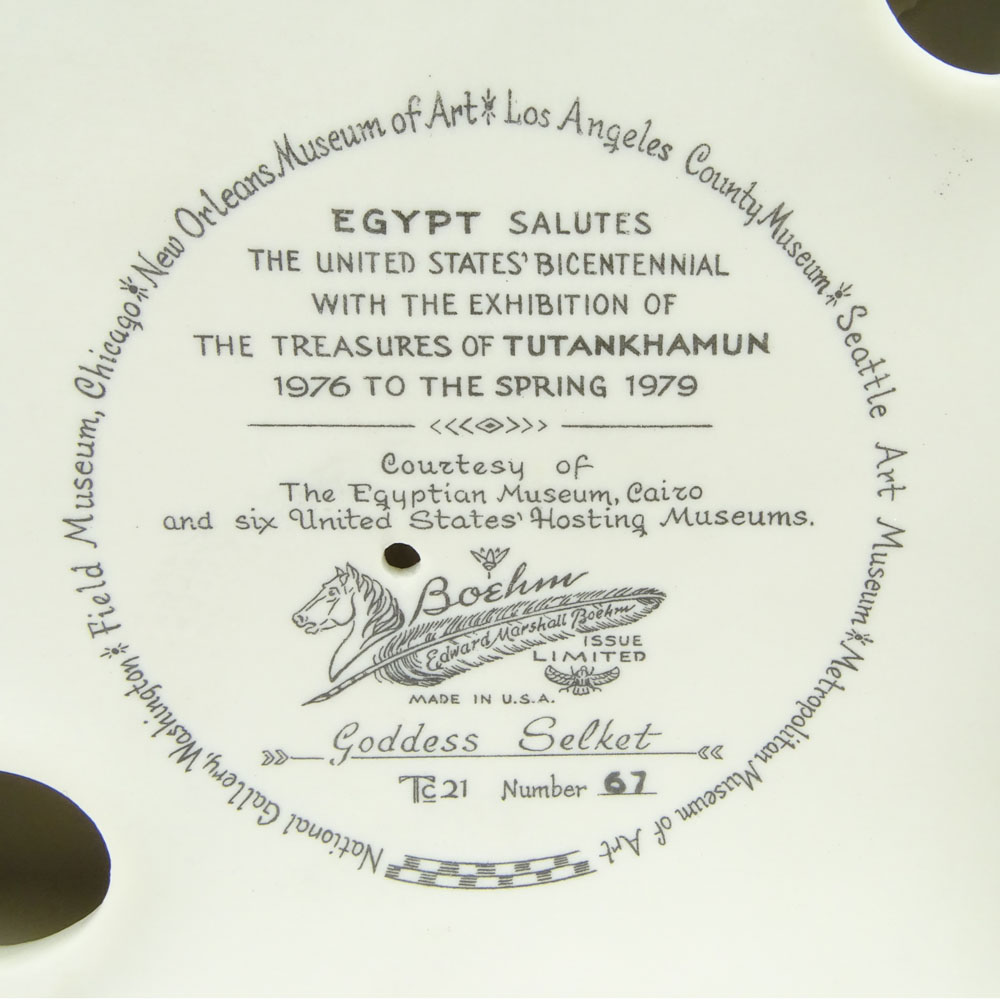 National Gallery, Washington * Field Museum, Chicago * New Orleans Museum of Art * Los Angeles County Museum * Seattle Art Museum * Metropolitan Museum of Art
EGYPT SALUTES
THE UNITED STATES' BICENTENNIAL
WITH THE EXHIBITION OF
THE TREASURES OF TUTANKHAMUN
1976 TO THE SPRING 1979
Courtesy of
The Egyptian Museum, Cairo
and six United States' Hosting Museums.
Boehm
Edward Marshall Boehm
ISSUE
LIMITED
MADE IN U.S.A.
Goddess Selket
Tc21 Number 67